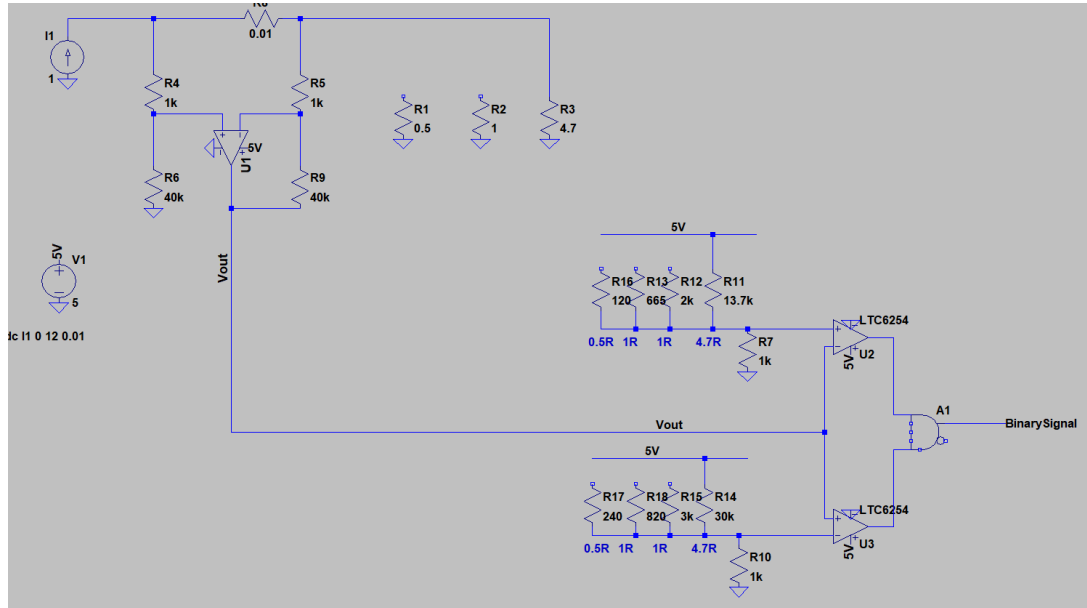 I1
1
0.01
R4
1k
R5
1k
R1
0.5
R2
1
R3
4.7
+
5V
U1
R6
40k
R9
40k
5V
V1
5
Vout
dc I1 0 12 0.01
5V
R16
120
R13
665
R12
2k
R11
13.7k
0.5R 1R 1R 4.7R
R7
1k
LTC6254
U2
5V
A1
BinarySignal
Vout
5V
R17
240
R18
820
R15
3k
R14
30k
0.5R 1R 1R 4.7R
R10
1k
LTC6254
U3
5V